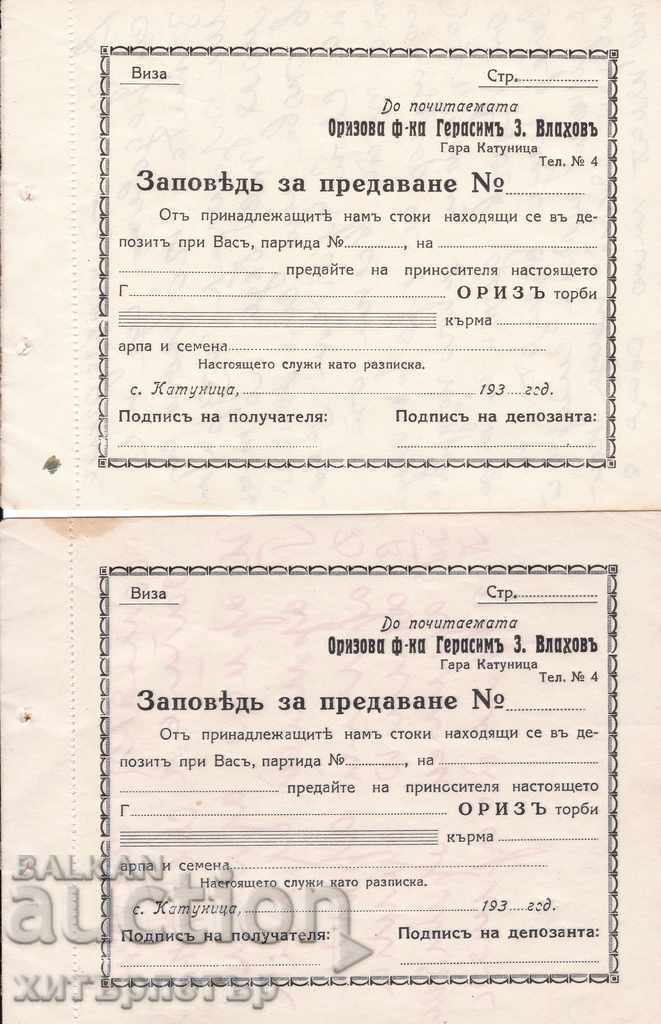 Виза Стр.
До почитаемата
Оризова ф-ка Герасимъ З. Влаховъ
Гара Катуница
Тел. № 4
Заповѣдь за предаване №
Отъ принадлежащитѣ намъ стоки находящи се въ де-
позит при Васъ, партида №, на
предайте на приносителя настоящето
Г. ОРИЗЪ торби
кърма
арпа и семена
Настоящето служи като разписка.
с. Катуница, 193 год.
Подписъ на получателя: Подписъ на депозанта:
Виза Стр.
До почитаемата
Оризова ф-ка Герасимъ З. Влаховъ
Гара Катуница
Тел. № 4
Заповѣдь за предаване №
Отъ принадлежащитѣ намъ стоки находящи се въ де-
позит при Васъ, партида №, на
предайте на приносителя настоящето
Г. ОРИЗЪ торби
кърма
арпа и семена
Настоящето служи като разписка.
с. Катуница, 193 год.
Подписъ на получателя: Подписъ на депозанта:
BALKAN
auction
хитърпетър